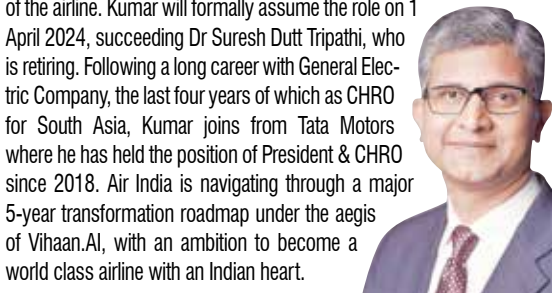 of the airline. Kumar will formally assume the role on 1
April 2024, succeeding Dr Suresh Dutt Tripathi, who
is retiring. Following a long career with General Elec-
tric Company, the last four years of which as CHRO
for South Asia, Kumar joins from Tata Motors
where he has held the position of President & CHRO
since 2018. Air India is navigating through a major
5-year transformation roadmap under the aegis
of Vihaan.AI, with an ambition to become a
world class airline with an Indian heart.